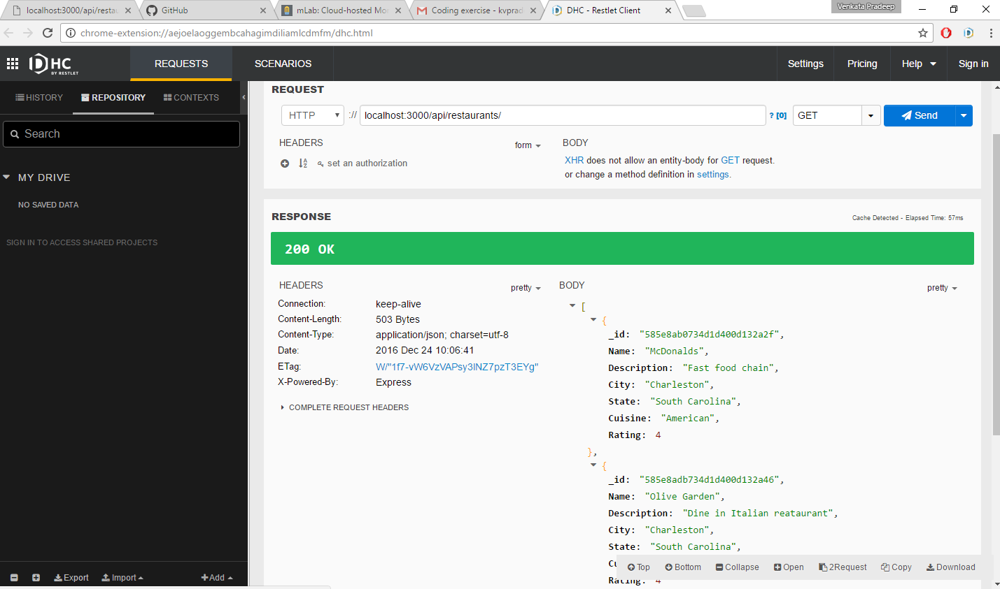 localhost:3000/api/restau
GitHub
mLab: Cloud-hosted Mon
Coding exercise - kvprad
DHC - Restlet Client
Venkata Pradeep
chrome-extension://aejoelaoggembcahagimdiliamlcdmfm/dhc.html
DHC BY RESTLET
REQUESTS
SCENARIOS
Settings
Pricing
Help
Sign in
HISTORY
REPOSITORY
CONTEXTS
Search
MY DRIVE
NO SAVED DATA
SIGN IN TO ACCESS SHARED PROJECTS
Export
Import
Add
REQUEST
HTTP :// localhost:3000/api/restaurants/ ? [0] GET Send
HEADERS
form
set an authorization
BODY
XHR does not allow an entity-body for GET request.
or change a method definition in settings.
RESPONSE
Cache Detected - Elapsed Time: 57ms
200 OK
HEADERS
pretty
Connection: keep-alive
Content-Length: 503 Bytes
Content-Type: application/json; charset=utf-8
Date: 2016 Dec 24 10:06:41
ETag: W/"1f7-vW6VzVAPsy3lNZ7pzT3EYg"
X-Powered-By: Express
COMPLETE REQUEST HEADERS
BODY
pretty
[
{
_id: "585e8ab0734d1d400d132a2f",
Name: "McDonalds",
Description: "Fast food chain",
City: "Charleston",
State: "South Carolina",
Cuisine: "American",
Rating: 4
},
{
_id: "585e8adb734d1d400d132a46",
Name: "Olive Garden",
Description: "Dine in Italian reataurant",
City: "Charleston",
State: "South Carolina",
Top
Bottom
Collapse
Open
2Request
Copy
Download
Rating: 4